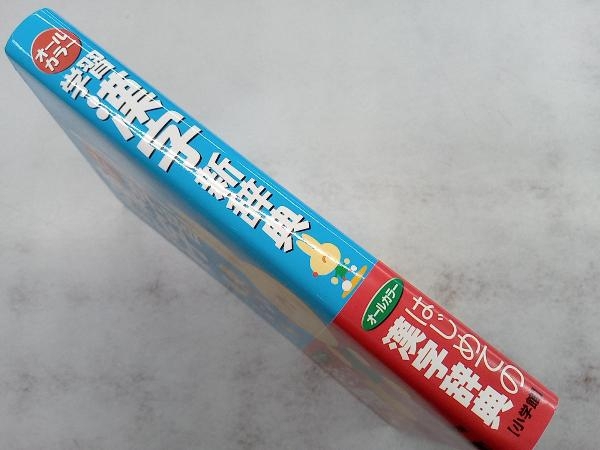 オール
カラー
学習
漢字
新辞典
オールカラー
はじめての
漢字辞典
[小学館]